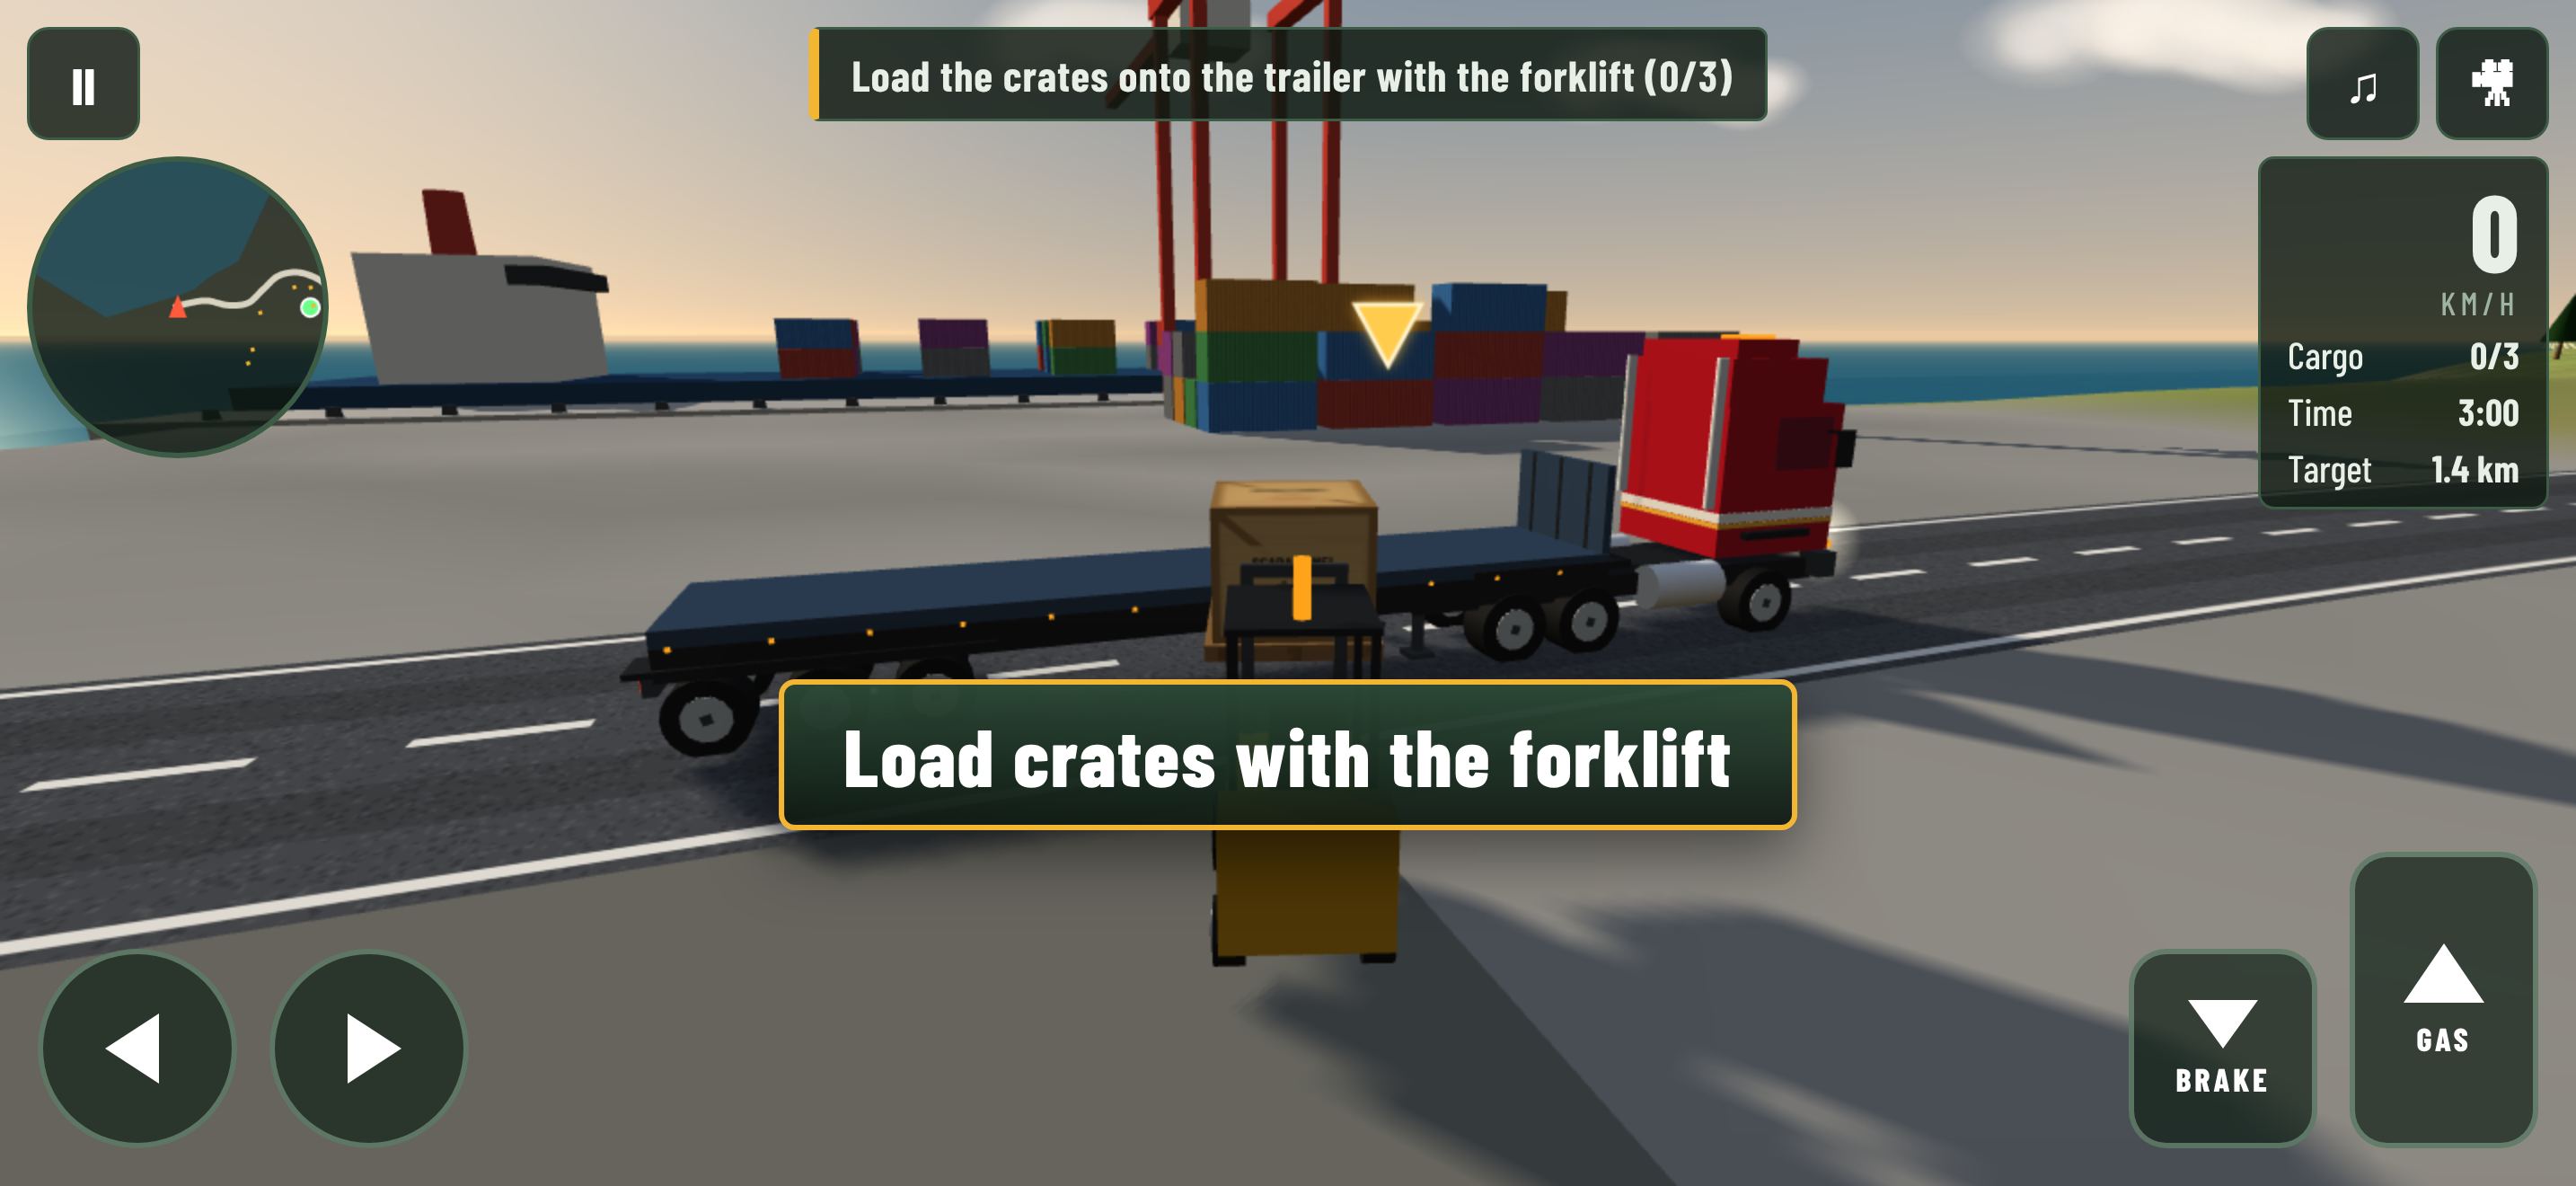 Load the crates onto the trailer with the forklift (0/3)
0
KM/H
Cargo 0/3
Time 3:00
Target 1.4 km
Load crates with the forklift
BRAKE
GAS